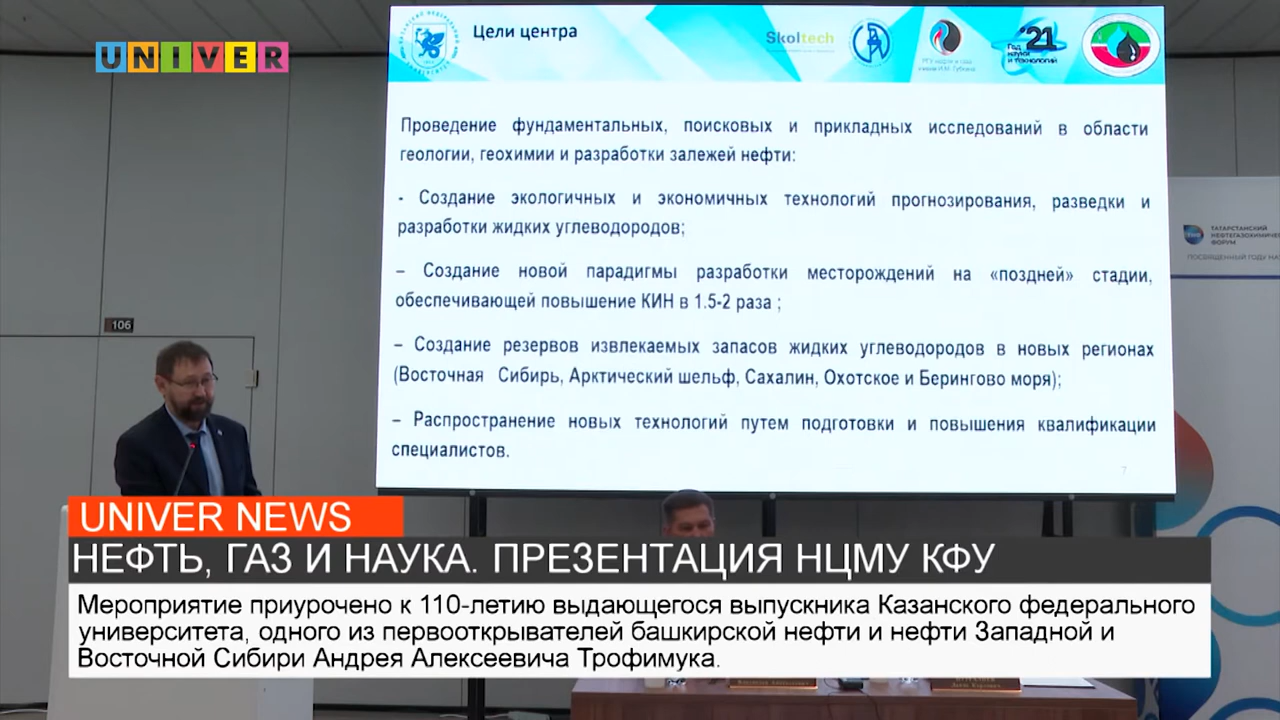 UNIVER
Цели центра
Skoltech
Год
21
науки
и технологий
Проведение фундаментальных, поисковых и прикладных исследований в области
геологии, геохимии и разработки залежей нефти:
- Создание экологичных и экономичных технологий прогнозирования, разведки и
разработки жидких углеводородов;
– Создание новой парадигмы разработки месторождений на «поздней» стадии,
обеспечивающей повышение КИН в 1.5-2 раза ;
– Создание резервов извлекаемых запасов жидких углеводородов в новых регионах
(Восточная Сибирь, Арктический шельф, Сахалин, Охотское и Берингово моря);
– Распространение новых технологий путем подготовки и повышения квалификации
специалистов.
7
ТАТАРСТАНСКИЙ
ФОРУМ
106
UNIVER NEWS
НЕФТЬ, ГАЗ И НАУКА. ПРЕЗЕНТАЦИЯ НЦМУ КФУ
Мероприятие приурочено к 110-летию выдающегося выпускника Казанского федерального
университета, одного из первооткрывателей башкирской нефти и нефти Западной и
Восточной Сибири Андрея Алексеевича Трофимука.